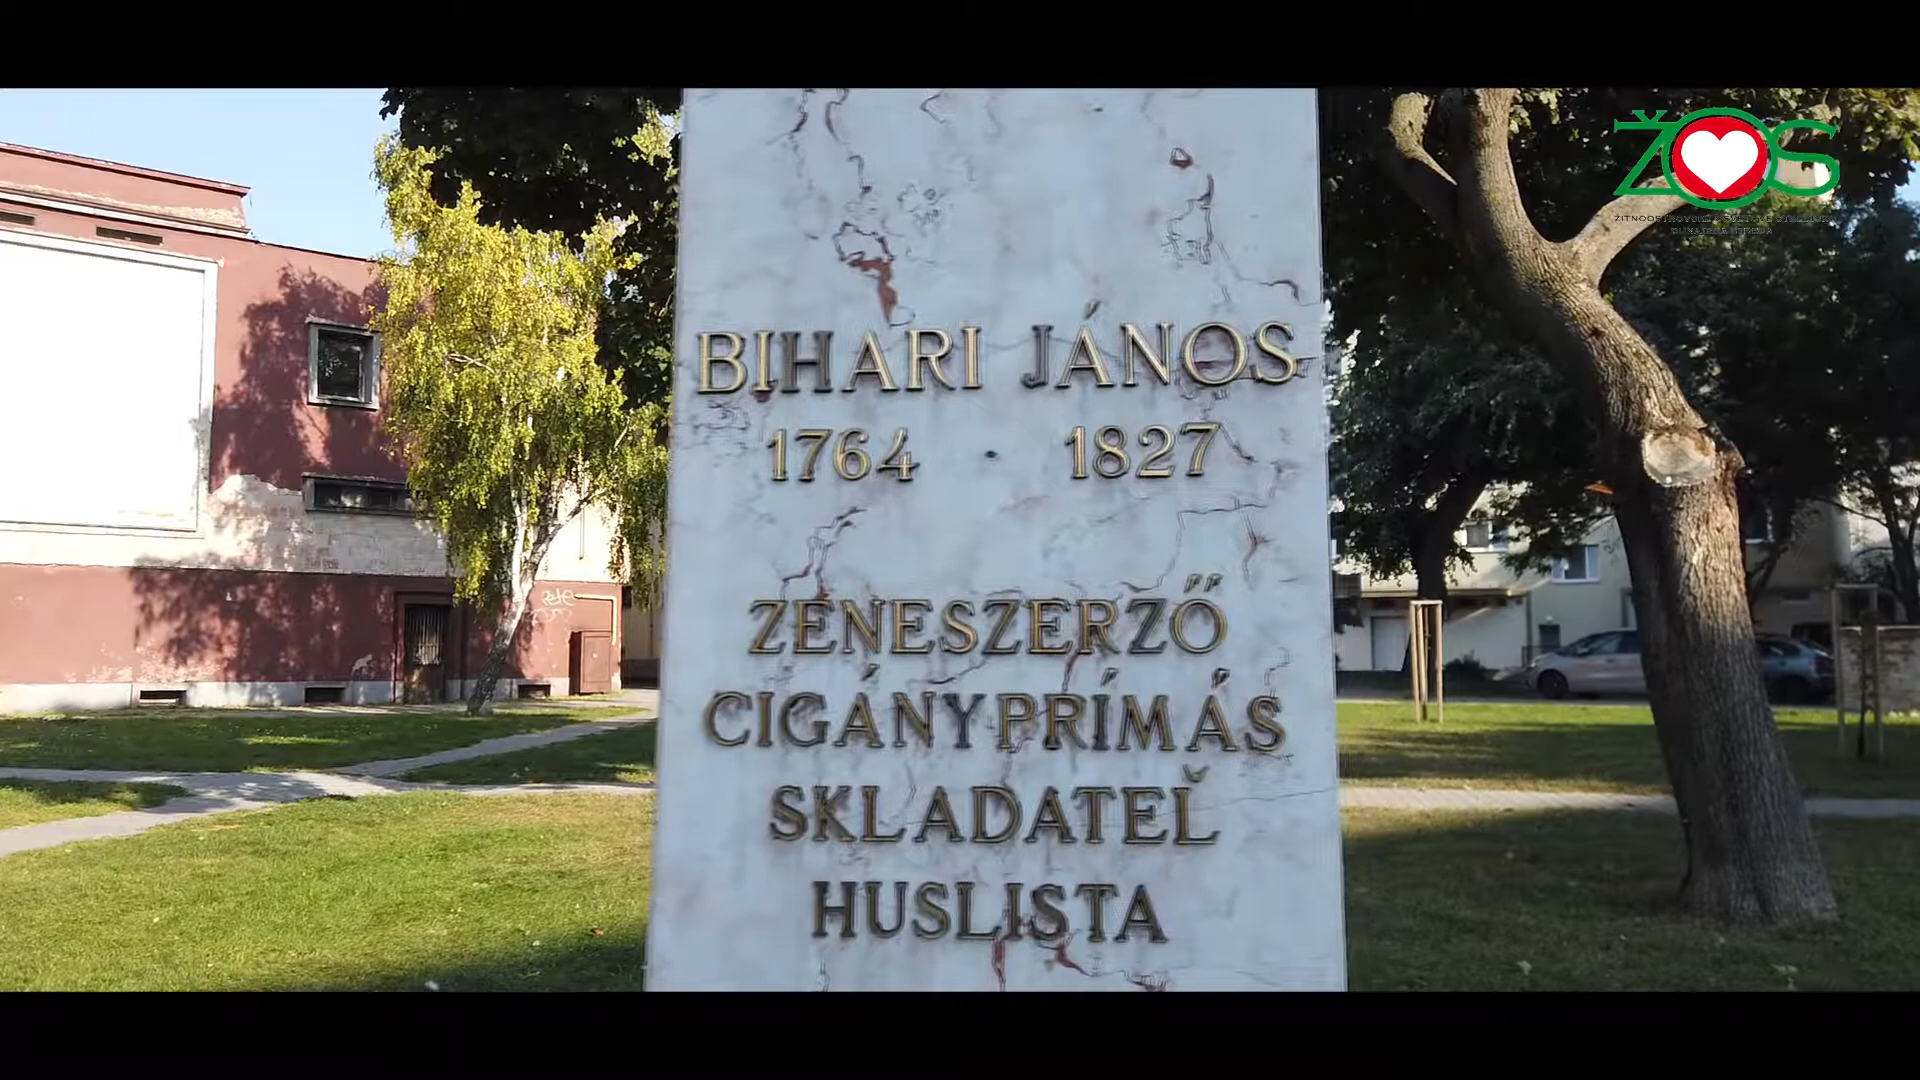 ŽOS
BIHARI JÁNOS
1764 · 1827
ZENESZERZŐ
CIGÁNYPRÍMÁS
SKLADATEĽ
HUSLISTA